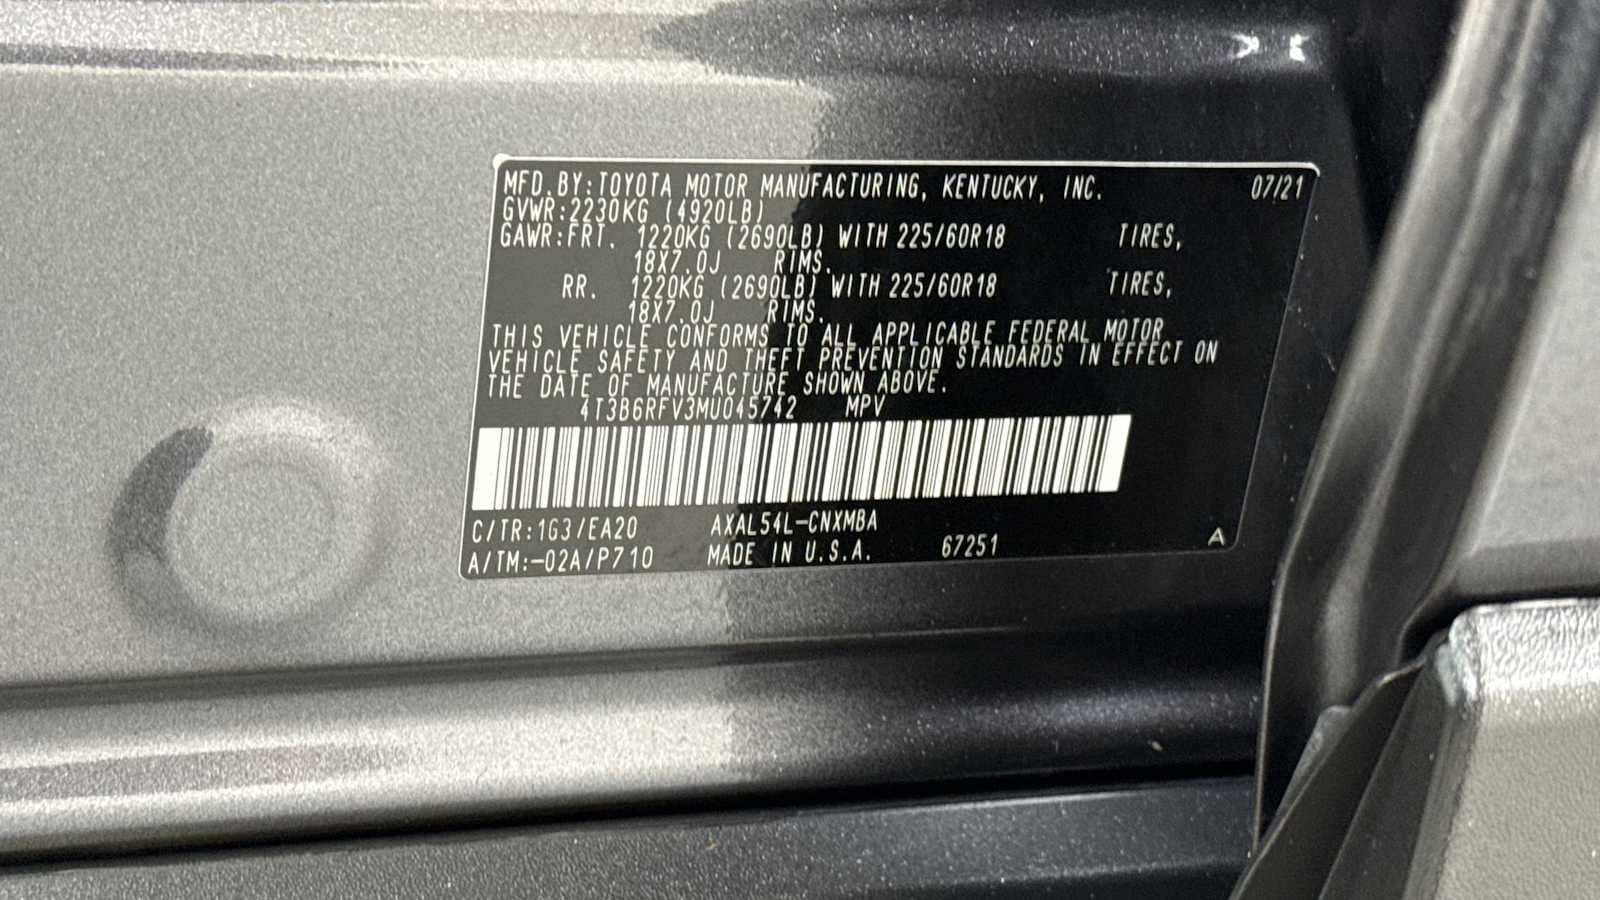 MFD.BY:TOYOTA MOTOR MANUFACTURING, KENTUCKY, INC. 07/21
GVWR:2230KG (4920LB)
GAWR:FRT. 1220KG (2690LB) WITH 225/60R18 TIRES,
18X7.0J RIMS.
RR. 1220KG (2690LB) WITH 225/60R18 TIRES,
18X7.0J RIMS.
THIS VEHICLE CONFORMS TO ALL APPLICABLE FEDERAL MOTOR
VEHICLE SAFETY AND THEFT PREVENTION STANDARDS IN EFFECT ON
THE DATE OF MANUFACTURE SHOWN ABOVE.
4T3B6RFV3MU045742 MPV
C/TR:1G3/EA20 AXAL54L-CNXMBA
A/TM:-02A/P710 MADE IN U.S.A. 67251 A